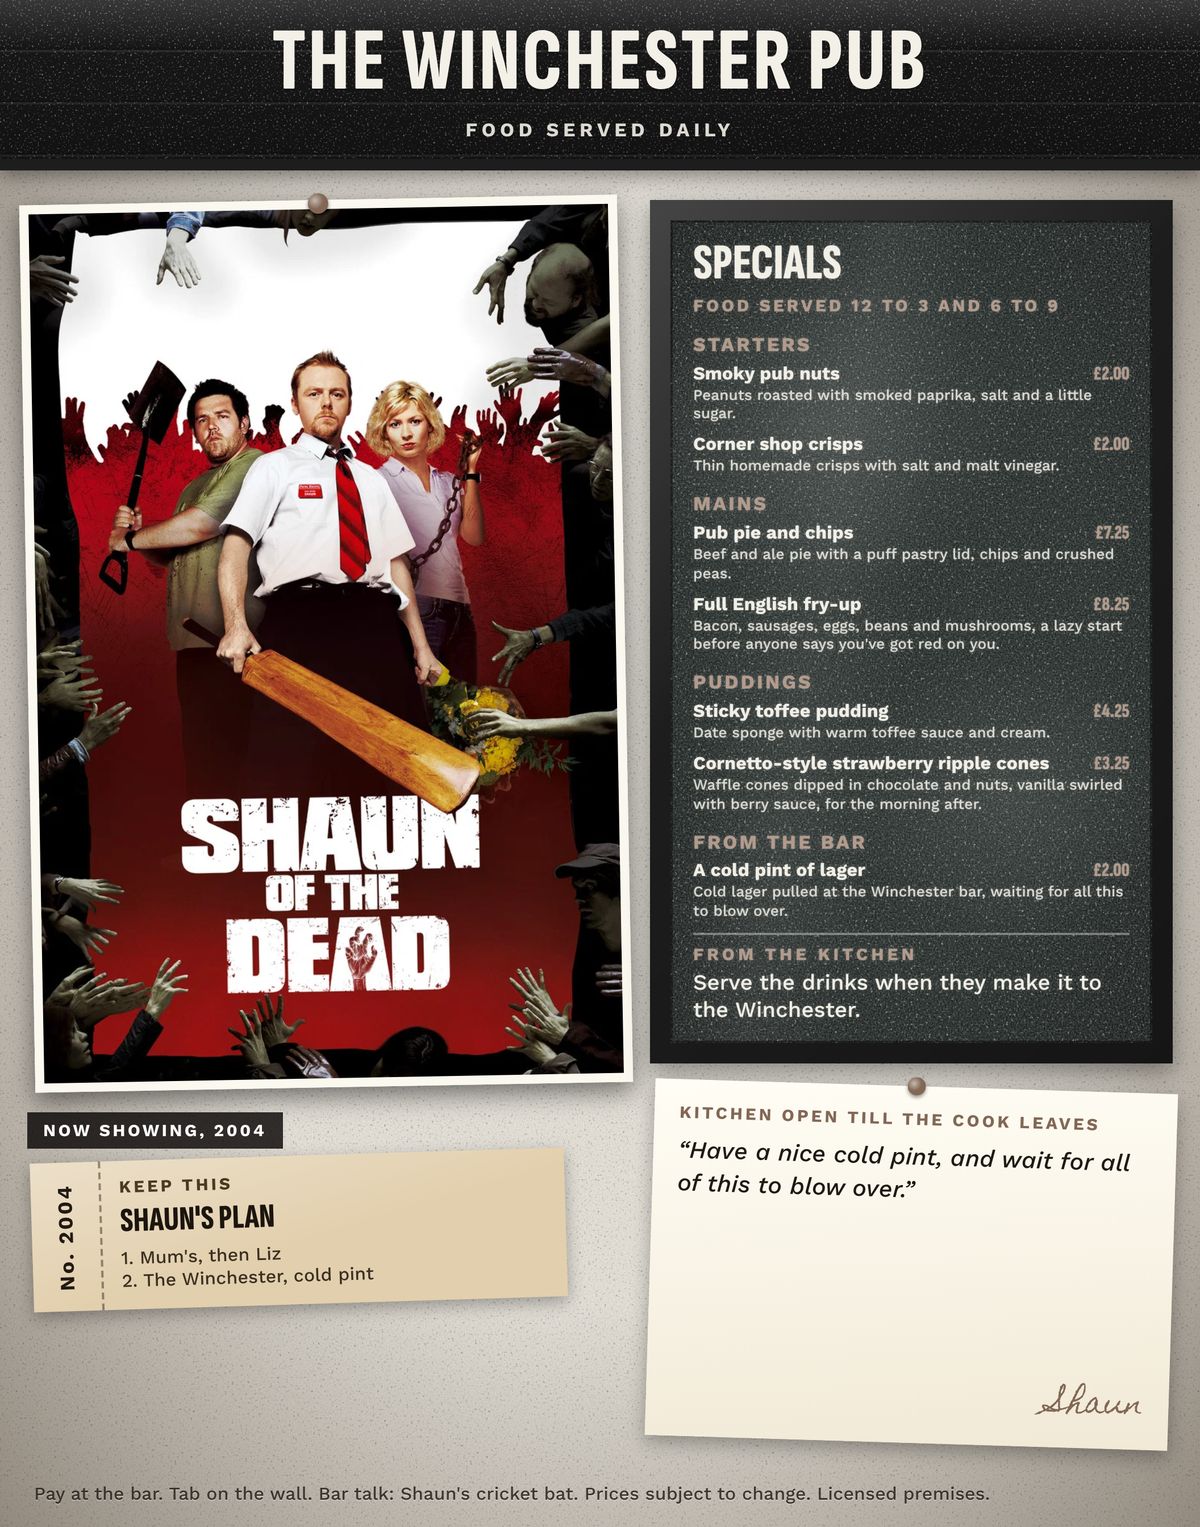 THE WINCHESTER PUB
FOOD SERVED DAILY
SHAUN
OF THE
DEAD
NOW SHOWING, 2004
No. 2004
KEEP THIS
SHAUN'S PLAN
1. Mum's, then Liz
2. The Winchester, cold pint
SPECIALS
FOOD SERVED 12 TO 3 AND 6 TO 9
STARTERS
Smoky pub nuts £2.00
Peanuts roasted with smoked paprika, salt and a little
sugar.
Corner shop crisps £2.00
Thin homemade crisps with salt and malt vinegar.
MAINS
Pub pie and chips £7.25
Beef and ale pie with a puff pastry lid, chips and crushed
peas.
Full English fry-up £8.25
Bacon, sausages, eggs, beans and mushrooms, a lazy start
before anyone says you've got red on you.
PUDDINGS
Sticky toffee pudding £4.25
Date sponge with warm toffee sauce and cream.
Cornetto-style strawberry ripple cones £3.25
Waffle cones dipped in chocolate and nuts, vanilla swirled
with berry sauce, for the morning after.
FROM THE BAR
A cold pint of lager £2.00
Cold lager pulled at the Winchester bar, waiting for all this
to blow over.
FROM THE KITCHEN
Serve the drinks when they make it to
the Winchester.
KITCHEN OPEN TILL THE COOK LEAVES
“Have a nice cold pint, and wait for all
of this to blow over.”
Shaun
Pay at the bar. Tab on the wall. Bar talk: Shaun's cricket bat. Prices subject to change. Licensed premises.